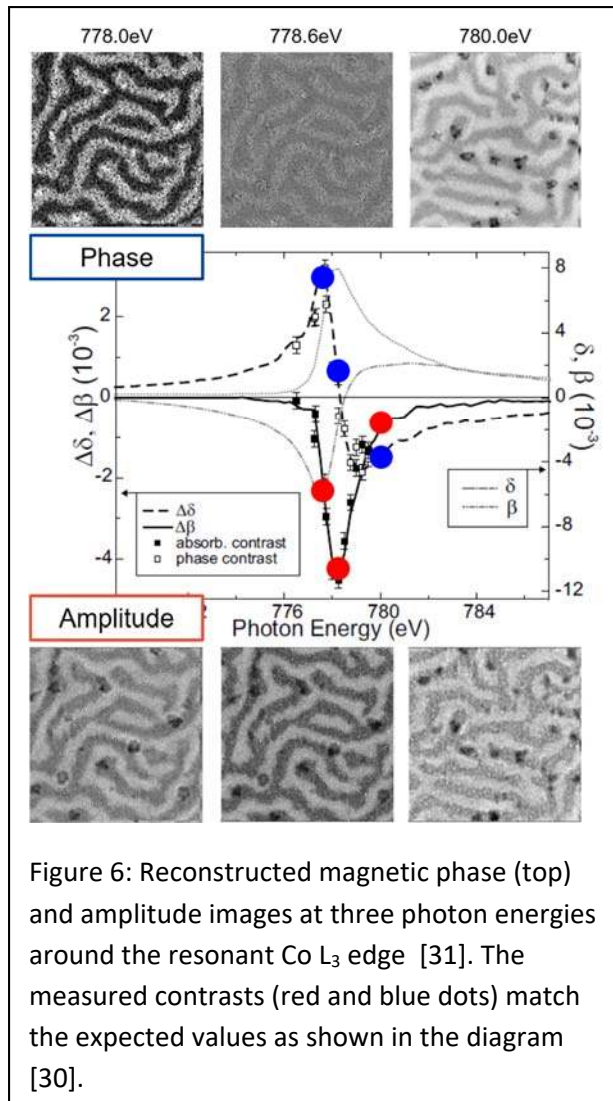 778.0eV 778.6eV 780.0eV
Phase
Δδ, Δβ (10⁻³)
2
0
-2
-4
8
4
0
-4
-8
-12
δ, β (10⁻³)
Δδ
Δβ
absorb. contrast
phase contrast
δ
β
2 776 780 784
Amplitude
Photon Energy (eV)
Figure 6: Reconstructed magnetic phase (top)
and amplitude images at three photon energies
around the resonant Co L₃ edge [31]. The
measured contrasts (red and blue dots) match
the expected values as shown in the diagram
[30].